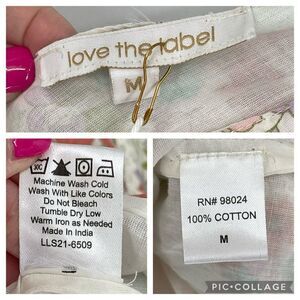 love the label
M
Machine Wash Cold
Wash With Like Colors
Do Not Bleach
Tumble Dry Low
Warm Iron as Needed
Made In India
LLS21-6509
RN# 98024
100% COTTON
M
PIC•COLLAGE